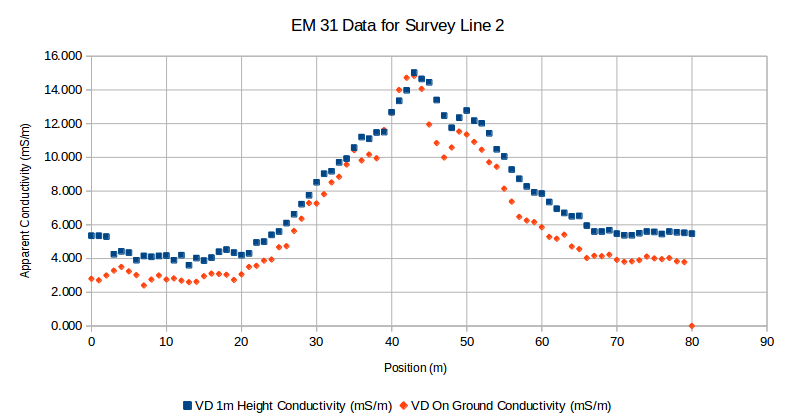 EM 31 Data for Survey Line 2
16.000
14.000
12.000
10.000
8.000
6.000
4.000
2.000
0.000
Apparent Conductivity (mS/m)
0 10 20 30 40 50 60 70 80 90
Position (m)
VD 1m Height Conductivity (mS/m) VD On Ground Conductivity (mS/m)